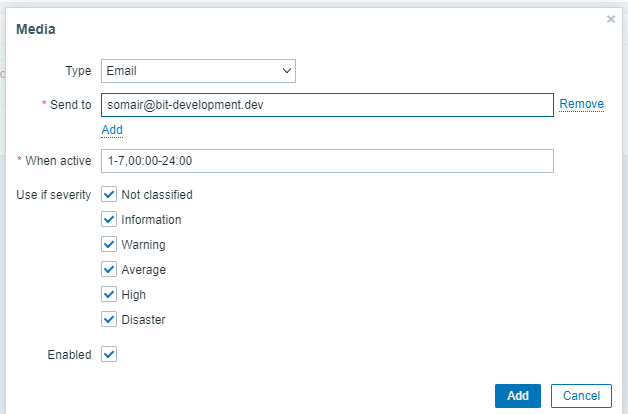 Media
Type Email
* Send to somair@bit-development.dev Remove
Add
* When active 1-7,00:00-24:00
Use if severity Not classified
Information
Warning
Average
High
Disaster
Enabled
Add Cancel